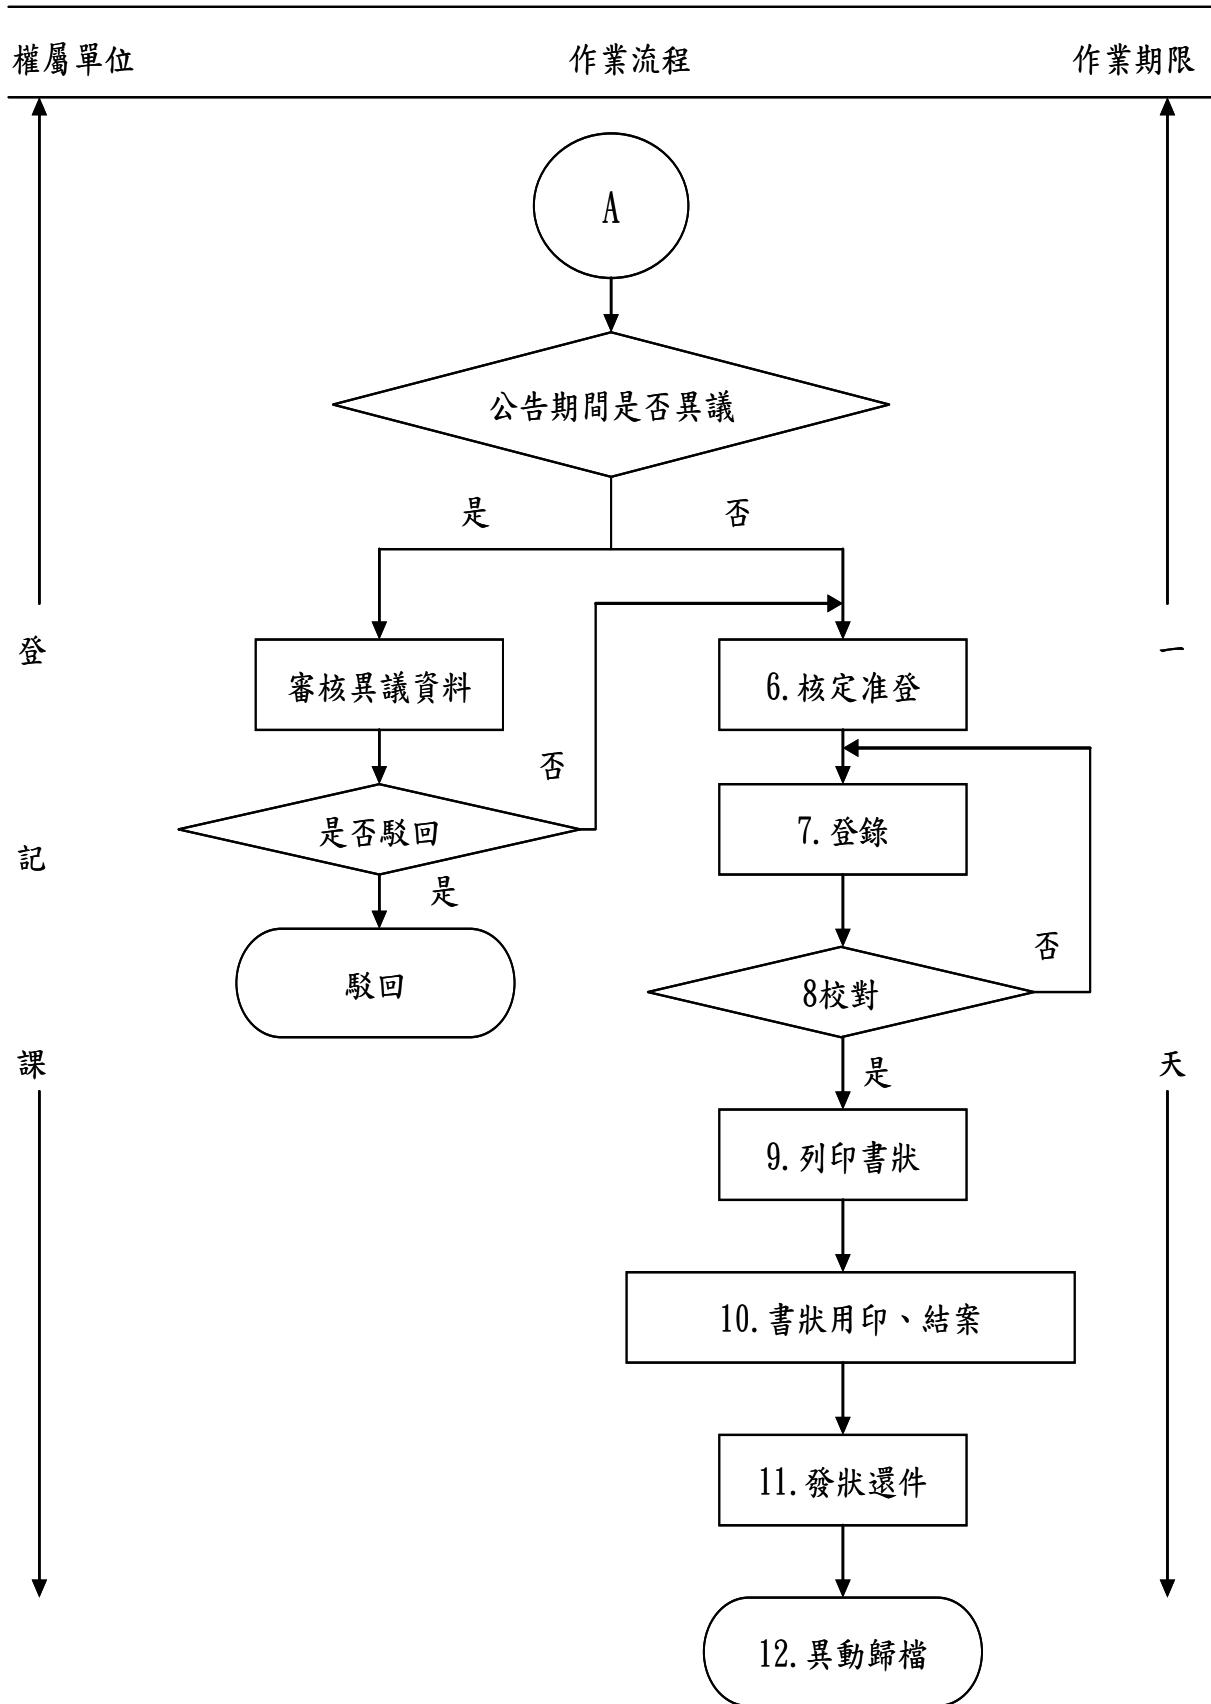 權屬單位 作業流程 作業期限
A
公告期間是否異議
是 否
登 一
審核異議資料 6.核定准登
否
是否駁回 7.登錄
記
是
否
駁回 8校對
課 天
是
9.列印書狀
10.書狀用印、結案
11.發狀還件
12.異動歸檔